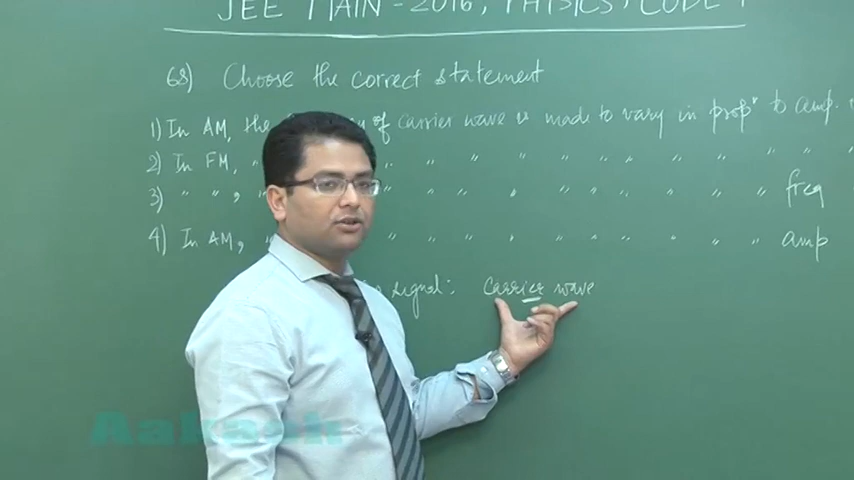 JEE MAIN - 2016, PHYSICS, CODE
68) Choose the correct statement
1) In AM, the of carrier wave is made to vary in propⁿ to amp.
2) In FM, " " " " " " " " " " " "
3) " ", " " " " , " " " " " " freq
4) In AM, " " " " , " " " " " amp
signal: Carrier wave
Aakash